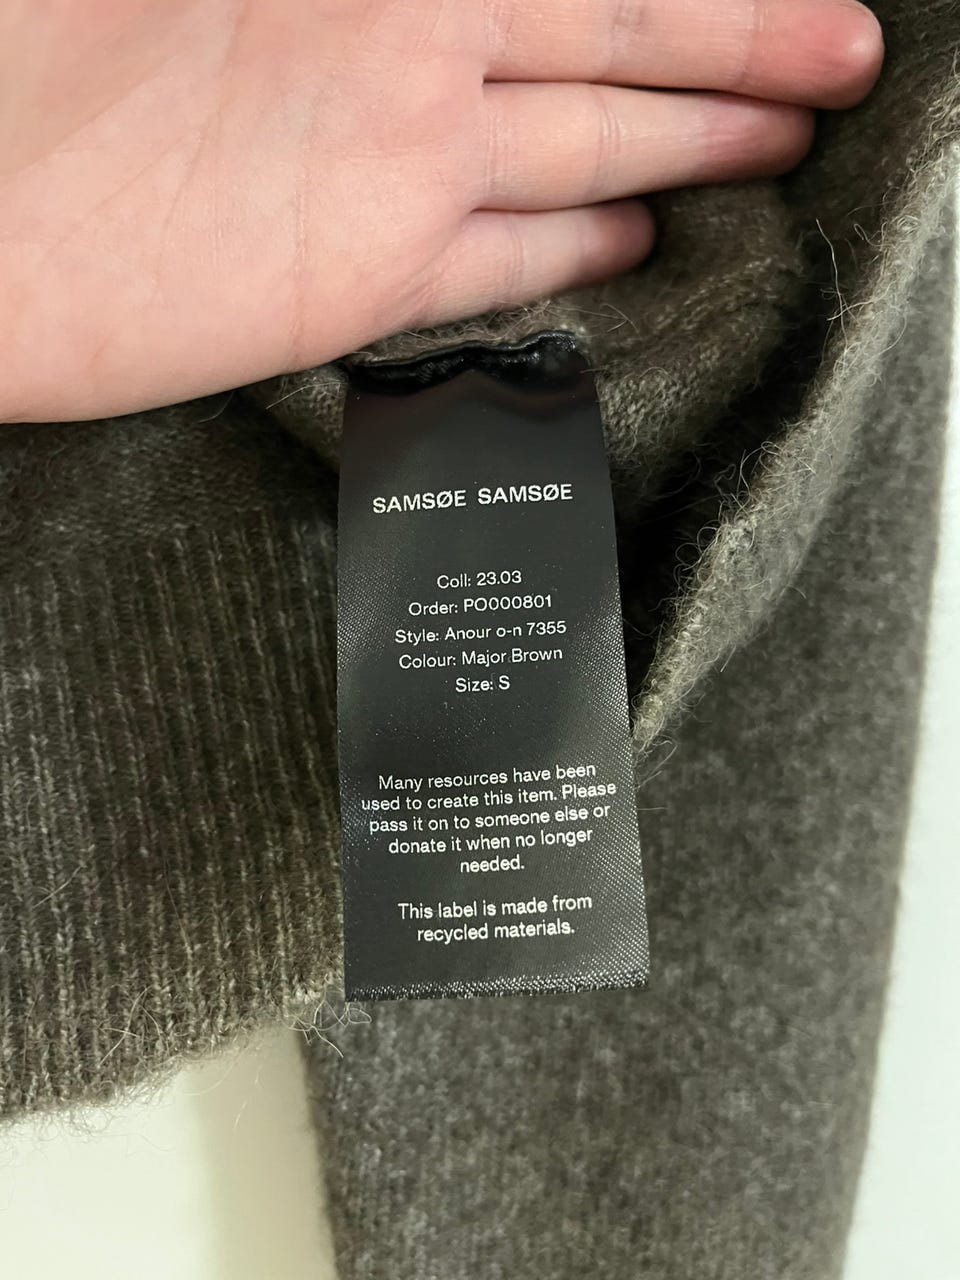 SAMSØE SAMSØE
Coll: 23.03
Order: PO000801
Style: Anour o-n 7355
Colour: Major Brown
Size: S
Many resources have been
used to create this item. Please
pass it on to someone else or
donate it when no longer
needed.
This label is made from
recycled materials.